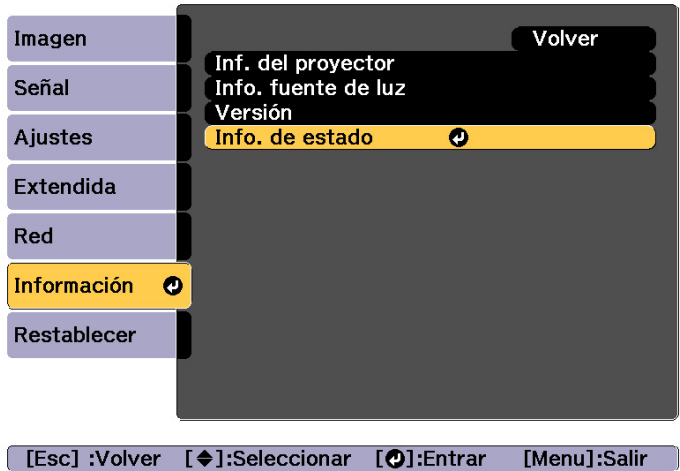 Imagen
Señal
Ajustes
Extendida
Red
Información
Restablecer
Volver
Inf. del proyector
Info. fuente de luz
Versión
Info. de estado
[Esc] :Volver [◆]:Seleccionar [↵]:Entrar [Menu]:Salir